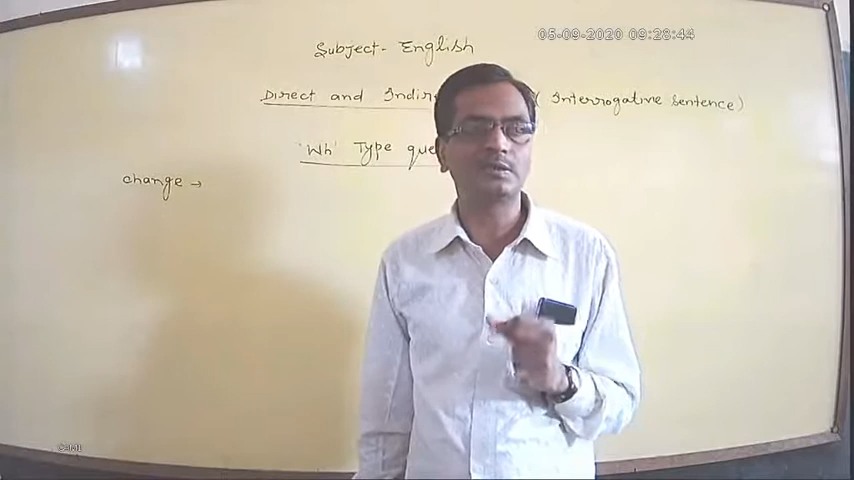 05-09-2020 09:28:44
Subject- English
Direct and (Interrogative sentence)
'Wh' Type
change →